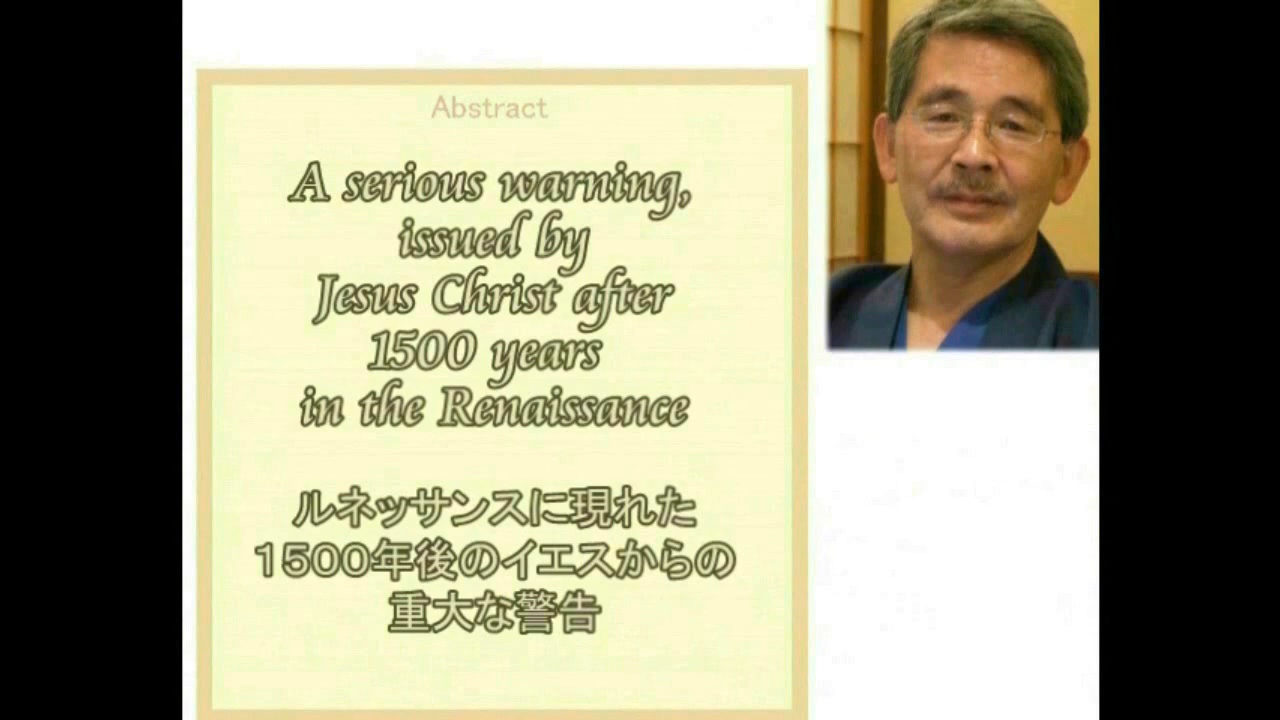 Abstract
A serious warning,
issued by
Jesus Christ after
1500 years
in the Renaissance
ルネッサンスに現れた
1500年後のイエスからの
重大な警告